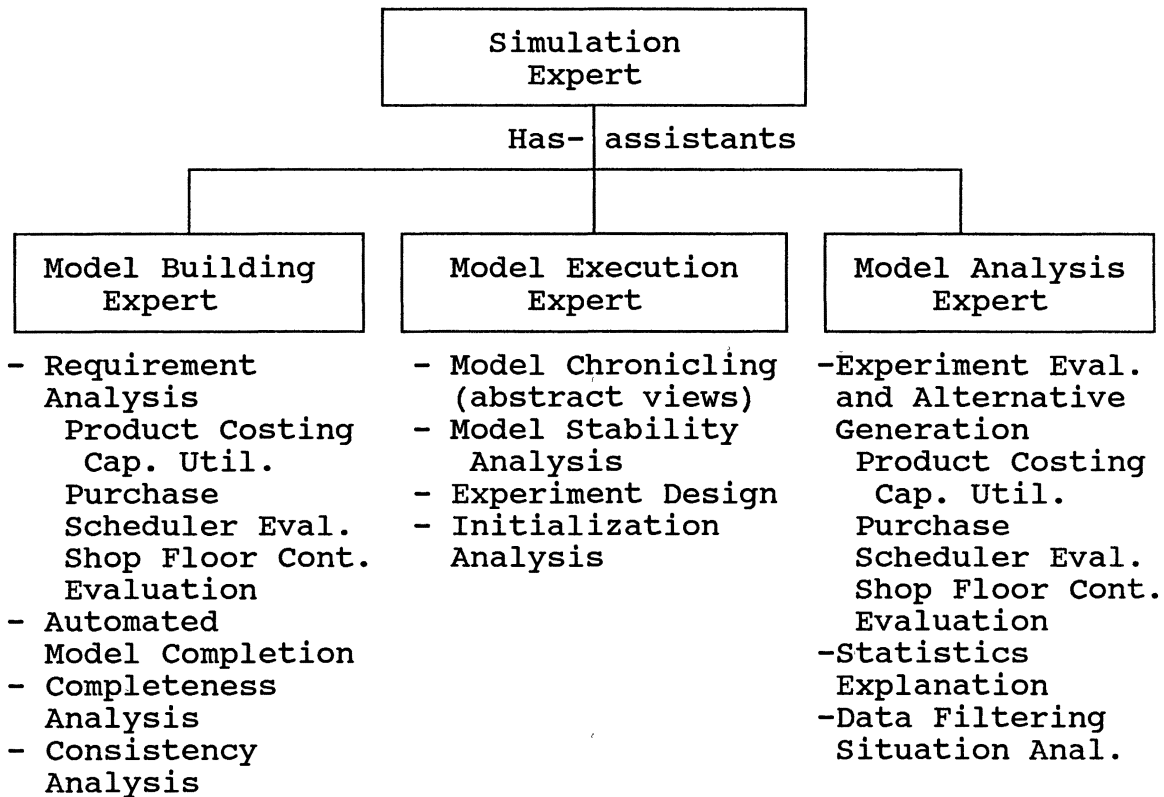 Simulation
Expert
Has- assistants
Model Building
Expert
- Requirement
Analysis
Product Costing
Cap. Util.
Purchase
Scheduler Eval.
Shop Floor Cont.
Evaluation
- Automated
Model Completion
- Completeness
Analysis
- Consistency
Analysis
Model Execution
Expert
- Model Chronicling
(abstract views)
- Model Stability
Analysis
- Experiment Design
- Initialization
Analysis
Model Analysis
Expert
-Experiment Eval.
and Alternative
Generation
Product Costing
Cap. Util.
Purchase
Scheduler Eval.
Shop Floor Cont.
Evaluation
-Statistics
Explanation
-Data Filtering
Situation Anal.